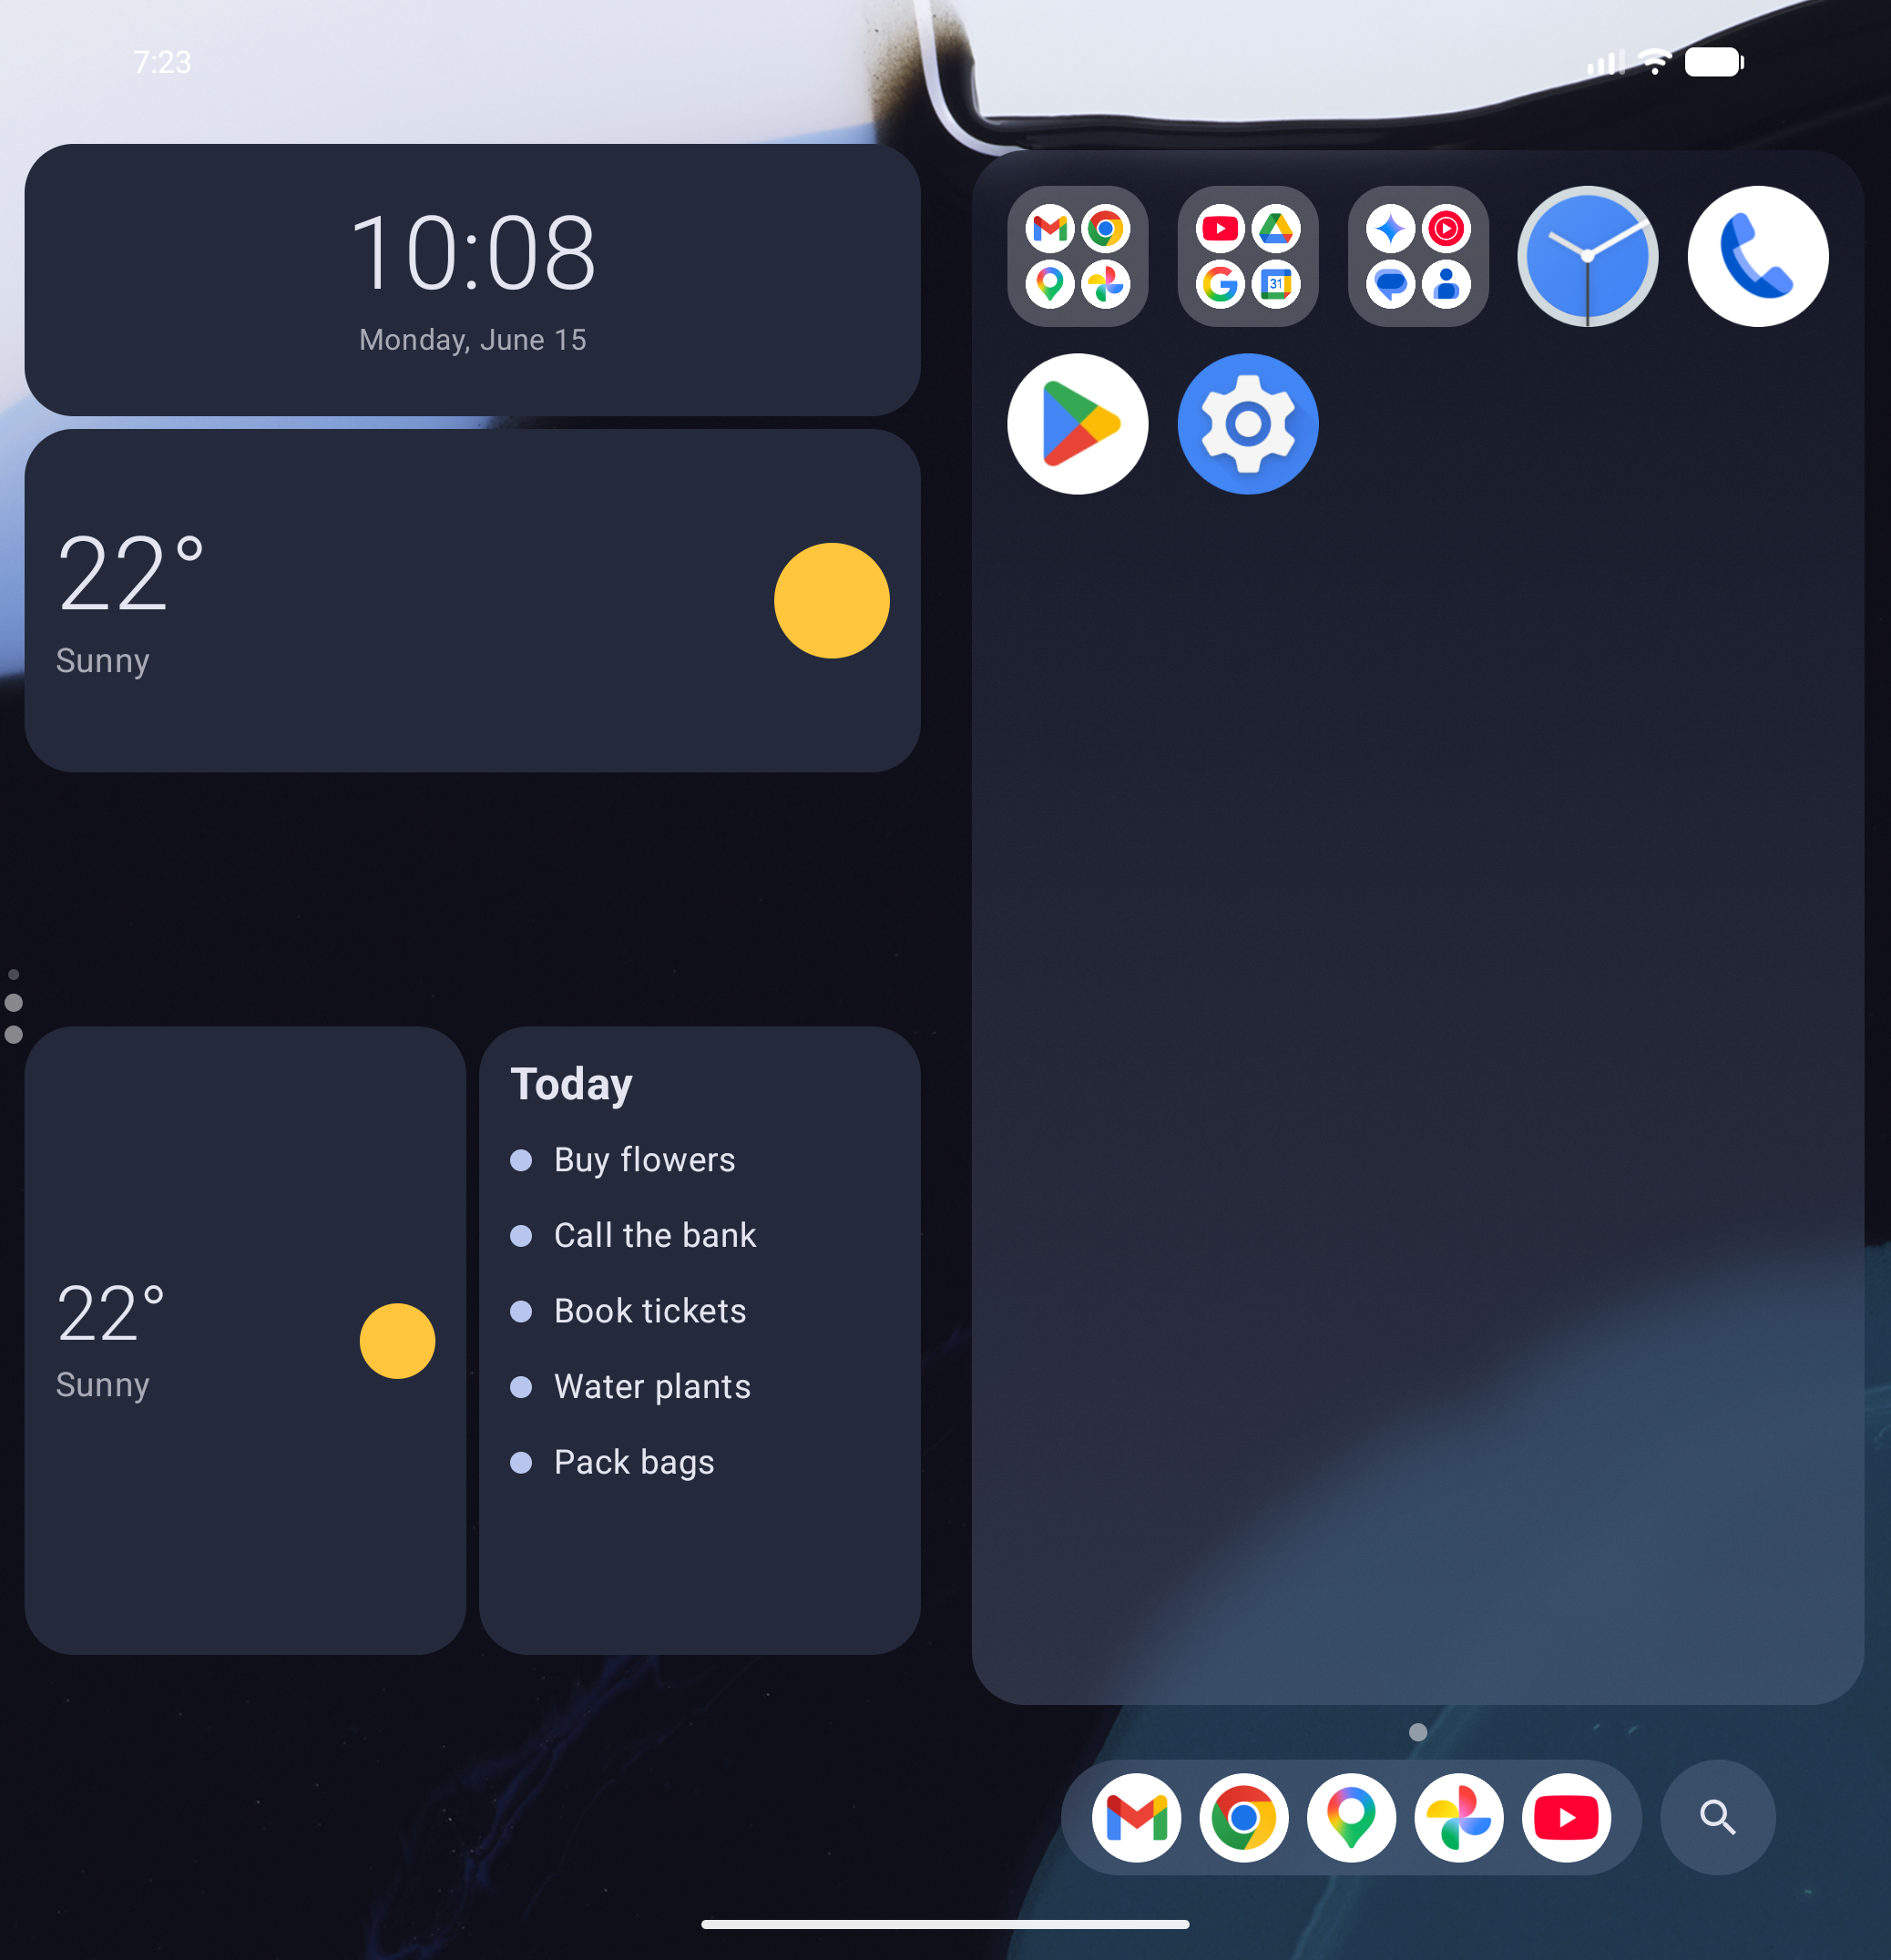 7:23
10:08
Monday, June 15
22°
Sunny
31
22°
Sunny
Today
Buy flowers
Call the bank
Book tickets
Water plants
Pack bags